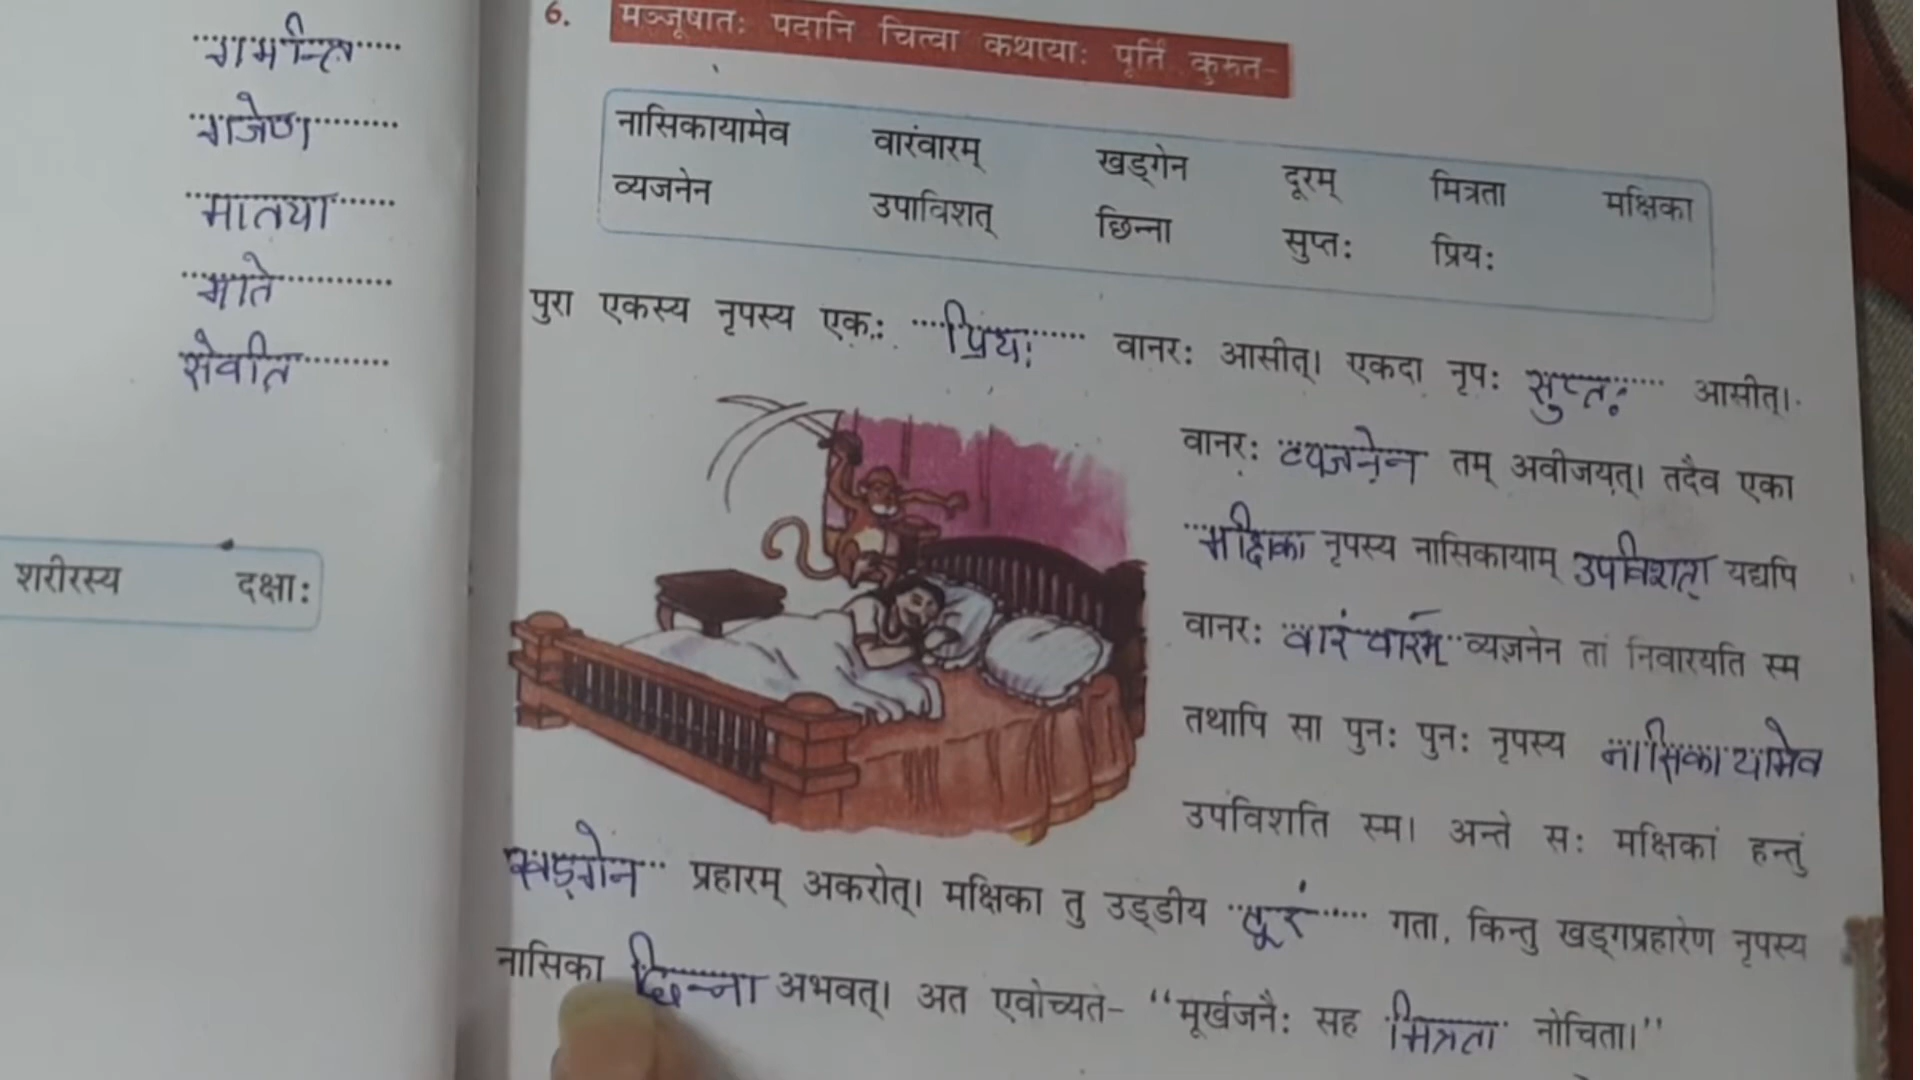 गजेण
मातया
सेवीत
शरीरस्य दक्षाः
6. मञ्जूषातः पदानि चित्वा कथायाः पूर्तिं कुरुत-
नासिकायामेव वारंवारम् खड्गेन दूरम् मित्रता मक्षिका
व्यजनेन उपाविशत् छिन्ना सुप्तः प्रियः
पुरा एकस्य नृपस्य एकः प्रियः वानरः आसीत्। एकदा नृपः सुप्तः आसीत्।
वानरः व्यजनेन तम् अवीजयत्। तदैव एका
मक्षिका नृपस्य नासिकायाम् उपविशत् यद्यपि
वानरः वारं वारम् व्यजनेन तां निवारयति स्म
तथापि सा पुनः पुनः नृपस्य नासिकायामेव
उपविशति स्म। अन्ते सः मक्षिकां हन्तुं
खड्गेन प्रहारम् अकरोत्। मक्षिका तु उड्डीय दूरं गता, किन्तु खड्गप्रहारेण नृपस्य
नासिका छिन्ना अभवत्। अत एवोच्यते- “मूर्खजनैः सह मित्रता नोचिता।”